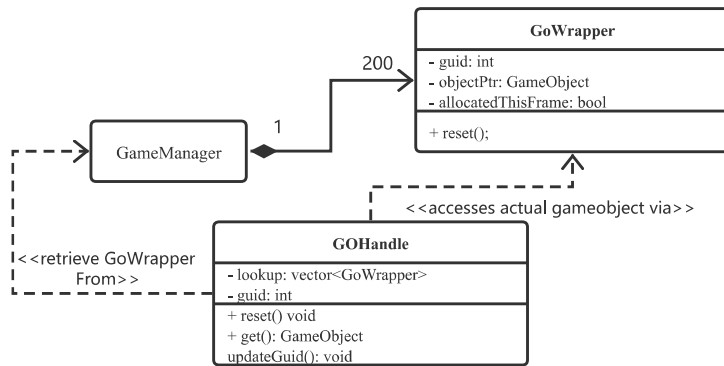 GoWrapper
- guid: int
- objectPtr: GameObject
- allocatedThisFrame: bool
+ reset();
200
1
GameManager
<<accesses actual gameobject via>>
<<retrieve GoWrapper
From>>
GOHandle
- lookup: vector<GoWrapper>
- guid: int
+ reset() void
+ get(): GameObject
updateGuid(): void